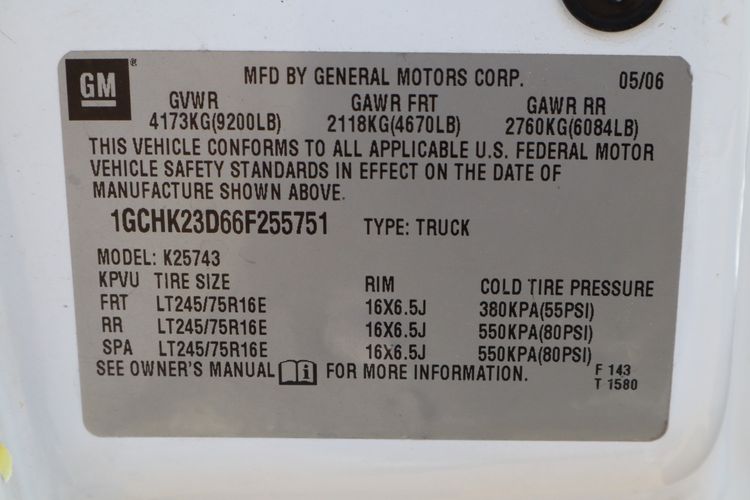 GM ® MFD BY GENERAL MOTORS CORP. 05/06
GVWR GAWR FRT GAWR RR
4173KG(9200LB) 2118KG(4670LB) 2760KG(6084LB)
THIS VEHICLE CONFORMS TO ALL APPLICABLE U.S. FEDERAL MOTOR
VEHICLE SAFETY STANDARDS IN EFFECT ON THE DATE OF
MANUFACTURE SHOWN ABOVE.
1GCHK23D66F255751 TYPE: TRUCK
MODEL: K25743
KPVU TIRE SIZE RIM COLD TIRE PRESSURE
FRT LT245/75R16E 16X6.5J 380KPA(55PSI)
RR LT245/75R16E 16X6.5J 550KPA(80PSI)
SPA LT245/75R16E 16X6.5J 550KPA(80PSI)
SEE OWNER'S MANUAL i FOR MORE INFORMATION. F 143
T 1580